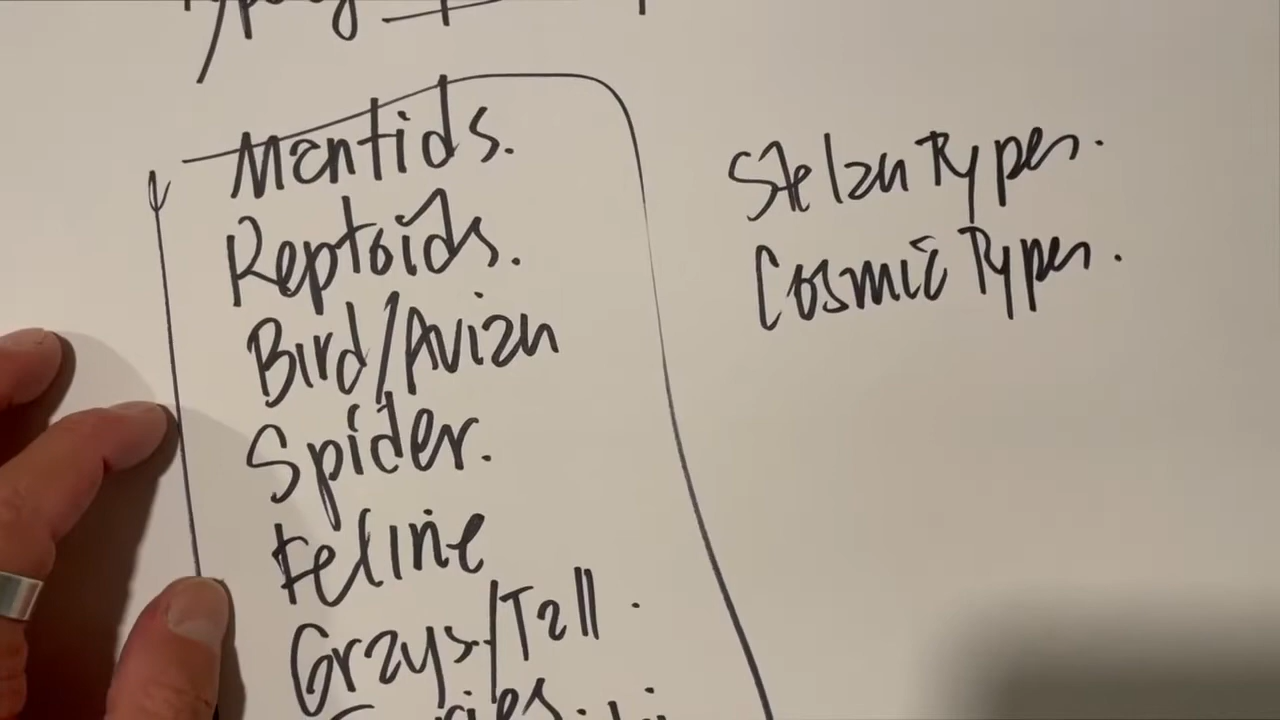 Mantids.
Reptoids.
Bird/Avian
Spider.
Feline
Grays/Tall.
Stelar Types.
Cosmic Types.